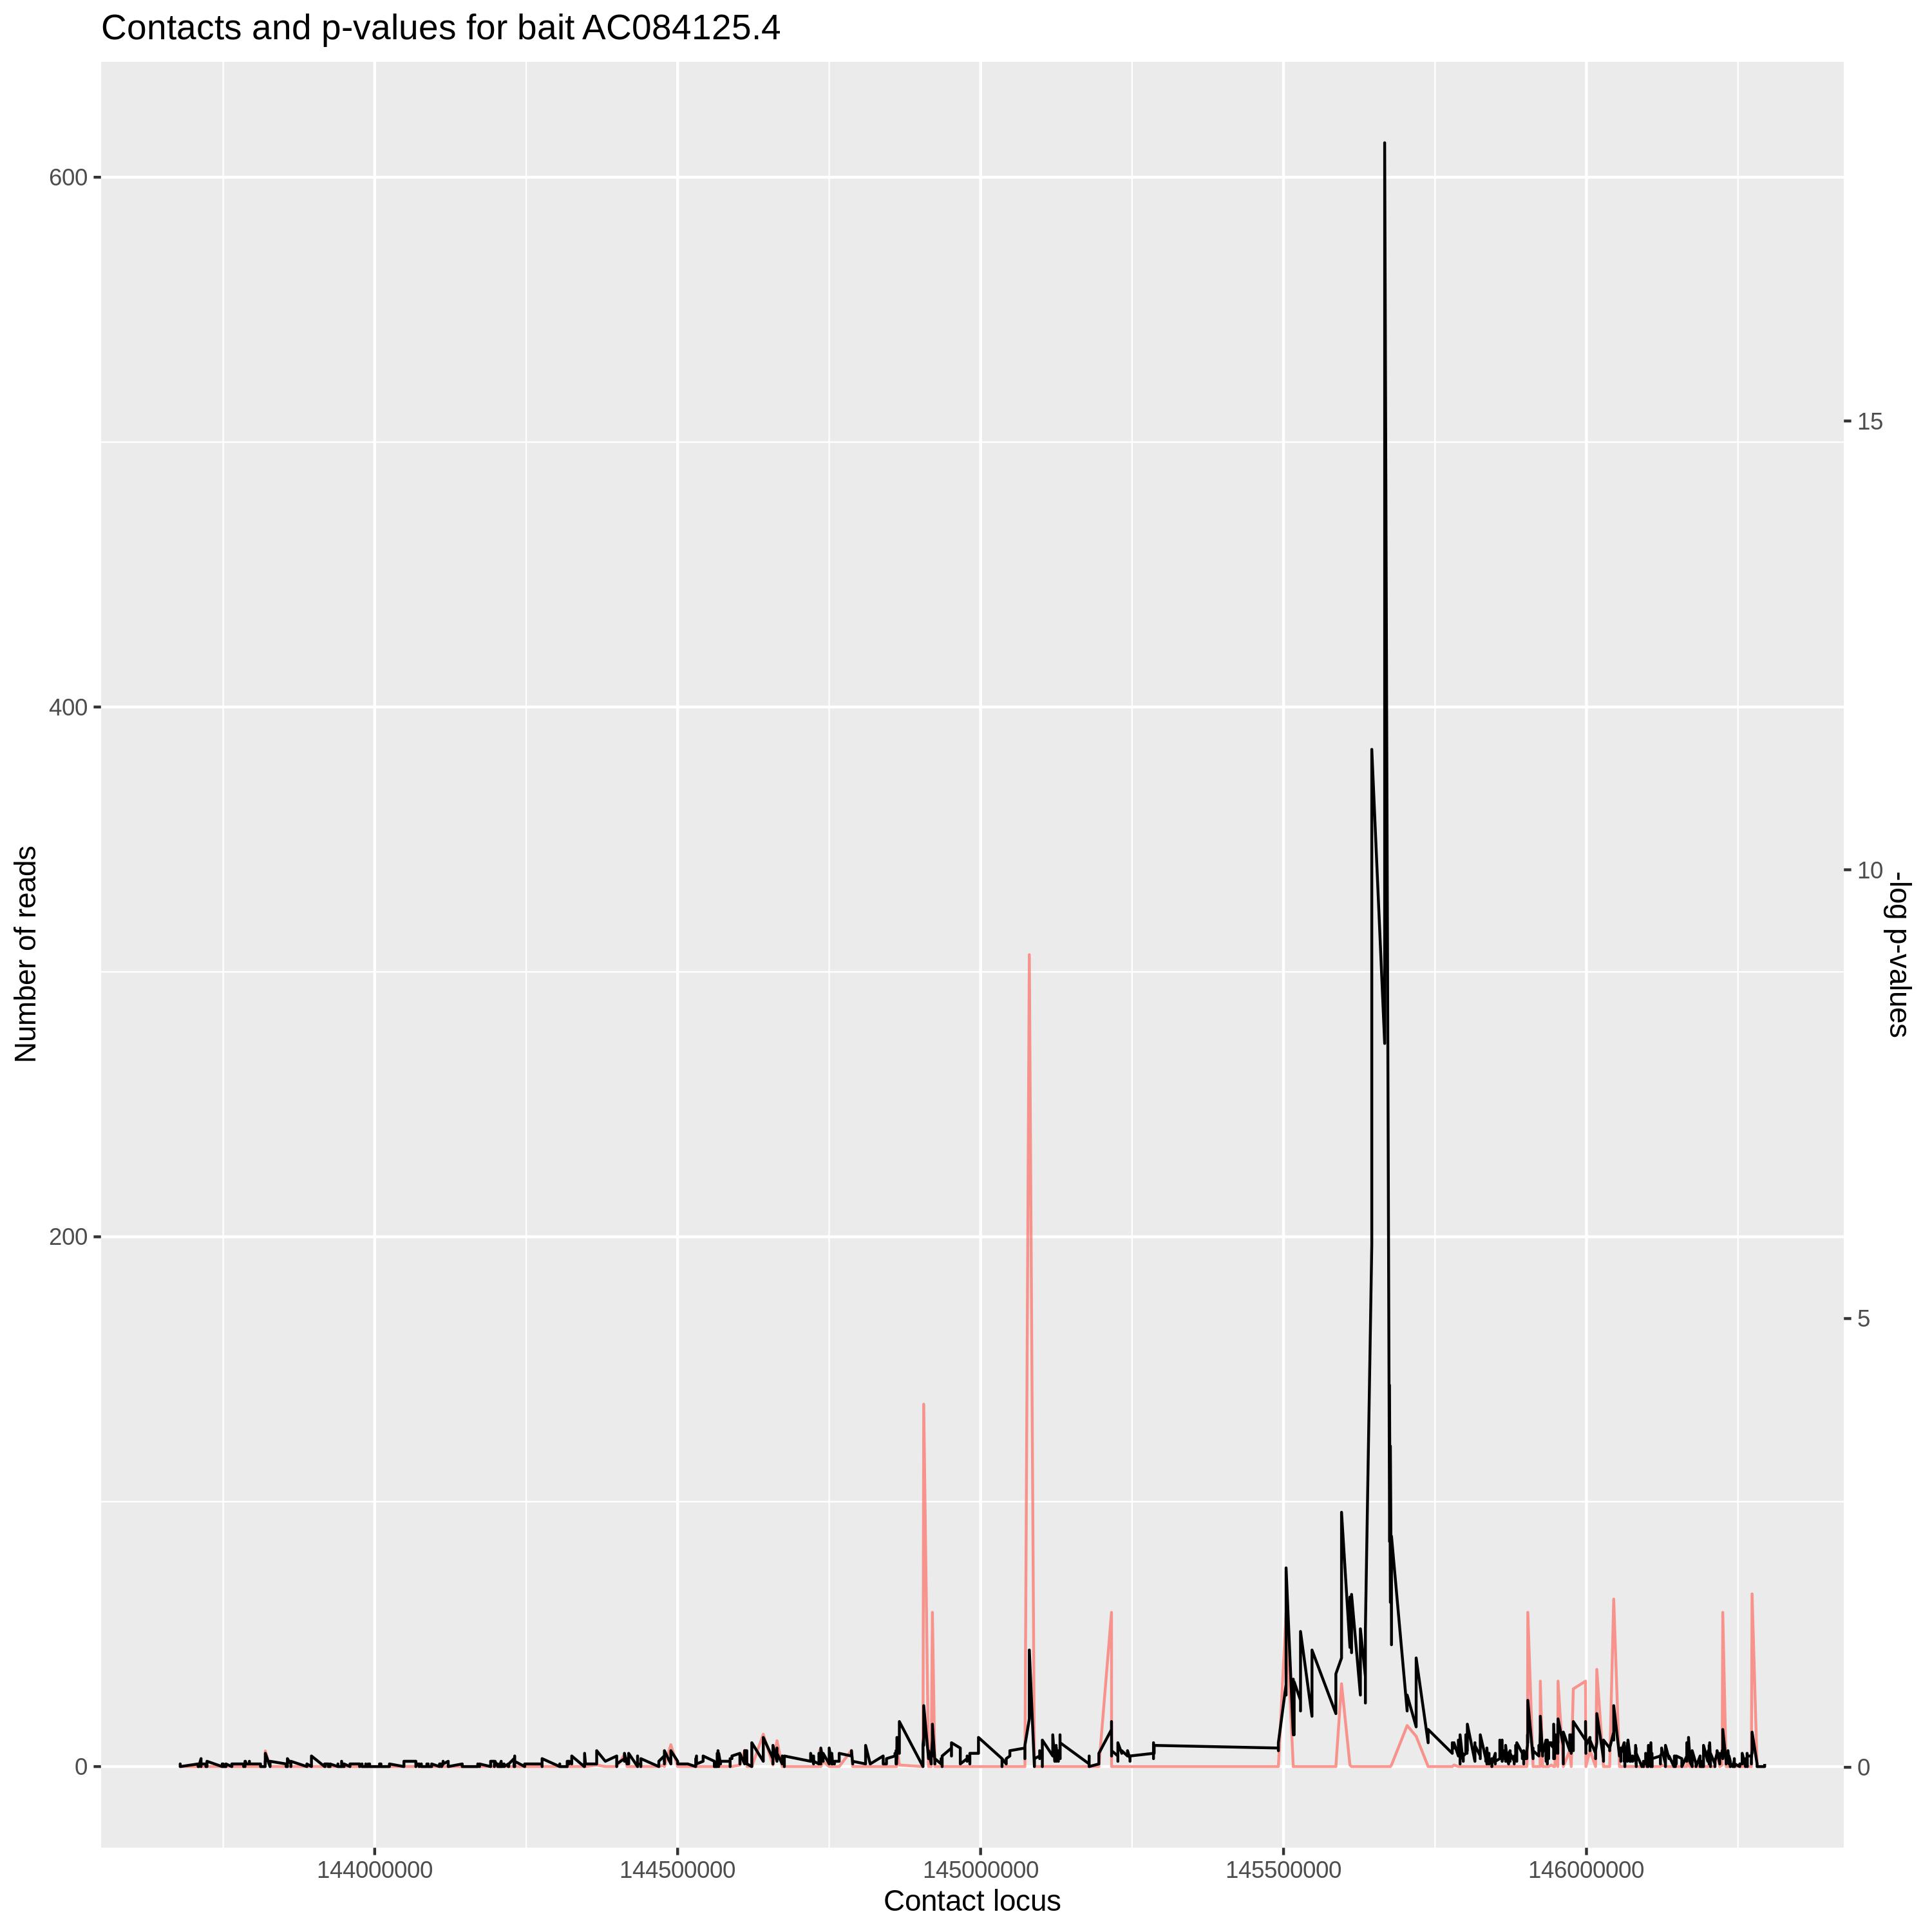 Contacts and p-values for bait AC084125.4
600
400
200
0
15
10
5
0
Number of reads
-log p-values
144000000 144500000 145000000 145500000 146000000
Contact locus